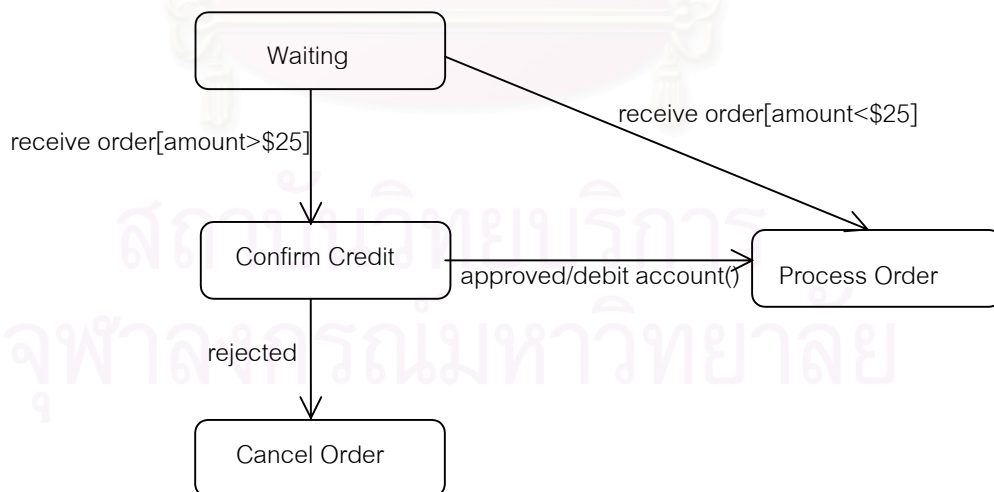 Waiting
receive order[amount<$25]
receive order[amount>$25]
สถาบันวิทยบริการ
Confirm Credit
approved/debit account()
Process Order
จุฬาลงกรณ์มหาวิทยาลัย
rejected
Cancel Order